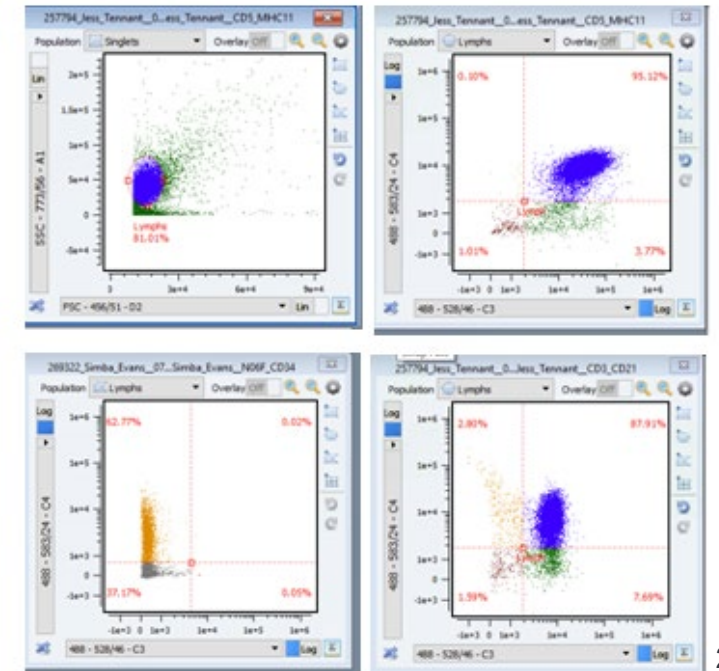 257794_Jess_Tennant__0...ess_Tennant__CD5_MHC11
Population Singlets Overlay Off
Lin
2e+5
1.5e+5
1e+5
5e+4
0
-5e+4
SSC - 773/56 - A1
Lymphs
81.01%
0 3e+4 6e+4 9e+4
FSC - 456/51 - D2 Lin
257794_Jess_Tennant__0...ess_Tennant__CD5_MHC11
Population Lymphs Overlay Off
Log
0.10% 95.12%
1e+6
1e+5
1e+4
1e+3
0
-1e+3
488 - 583/24 - C4
1.01% 3.77%
-1e+3 0 1e+3 1e+4 1e+5 1e+6
488 - 528/46 - C3 Log
269322_Simba_Evans__07...Simba_Evans__N06F_CD34
Population Lymphs Overlay Off
Log
62.77% 0.02%
1e+6
1e+5
1e+4
1e+3
0
-1e+3
488 - 583/24 - C4
37.17% 0.05%
-1e+3 0 1e+3 1e+4 1e+5 1e+6
488 - 528/46 - C3 Log
257794_Jess_Tennant__0...ess_Tennant__CD3_CD21
Population Lymphs Overlay Off
Log
2.80% 87.91%
1e+6
1e+5
1e+4
1e+3
0
-1e+3
488 - 583/24 - C4
1.59% 7.69%
-1e+3 0 1e+3 1e+4 1e+5 1e+6
488 - 528/46 - C3 Log